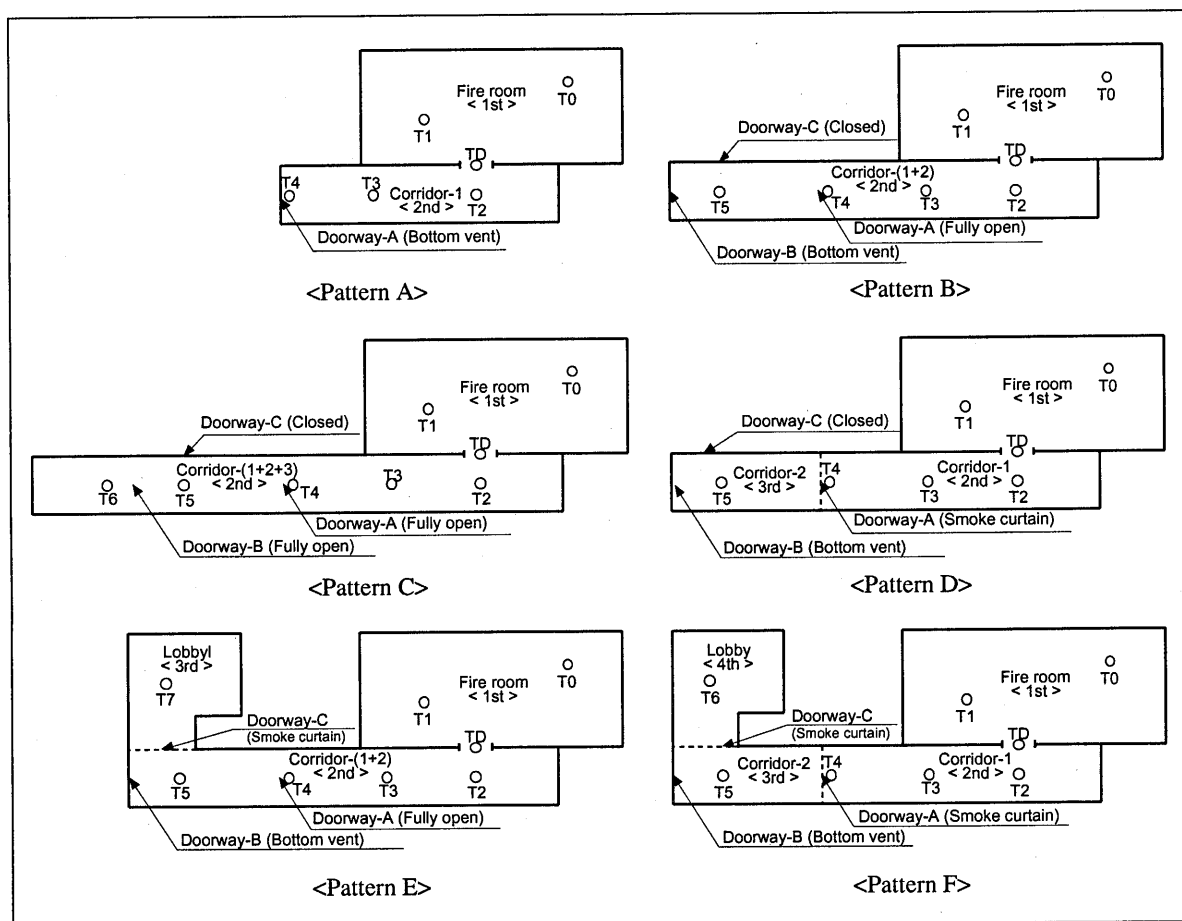 Fire room
< 1st >
T0
T1
TD
T4
T3
Corridor-1
< 2nd >
T2
Doorway-A (Bottom vent)
<Pattern A>
Fire room
< 1st >
T0
T1
Doorway-C (Closed)
TD
Corridor-(1+2)
< 2nd >
T5
T4
T3
T2
Doorway-A (Fully open)
Doorway-B (Bottom vent)
<Pattern B>
Fire room
< 1st >
T0
T1
Doorway-C (Closed)
TD
Corridor-(1+2+3)
< 2nd >
T3
T6
T5
T4
T2
Doorway-A (Fully open)
Doorway-B (Fully open)
<Pattern C>
Fire room
< 1st >
T0
T1
Doorway-C (Closed)
TD
Corridor-2
< 3rd >
T4
Corridor-1
< 2nd >
T5
T3
T2
Doorway-A (Smoke curtain)
Doorway-B (Bottom vent)
<Pattern D>
Lobbyl
< 3rd >
T7
Fire room
< 1st >
T0
T1
Doorway-C
(Smoke curtain)
TD
Corridor-(1+2)
< 2nd >
T5
T4
T3
T2
Doorway-A (Fully open)
Doorway-B (Bottom vent)
<Pattern E>
Lobby
< 4th >
T6
Fire room
< 1st >
T0
T1
Doorway-C
(Smoke curtain)
TD
Corridor-2
< 3rd >
T4
Corridor-1
< 2nd >
T5
T3
T2
Doorway-A (Smoke curtain)
Doorway-B (Bottom vent)
<Pattern F>